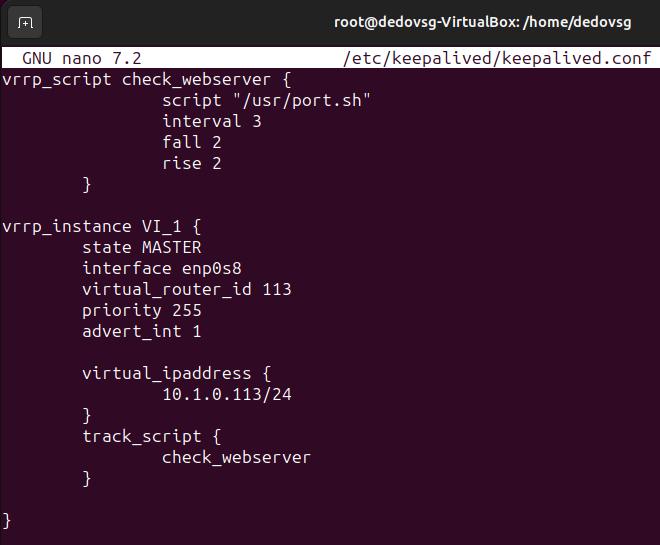 root@dedovsg-VirtualBox: /home/dedovsg
GNU nano 7.2 /etc/keepalived/keepalived.conf
vrrp_script check_webserver {
script "/usr/port.sh"
interval 3
fall 2
rise 2
}
vrrp_instance VI_1 {
state MASTER
interface enp0s8
virtual_router_id 113
priority 255
advert_int 1
virtual_ipaddress {
10.1.0.113/24
}
track_script {
check_webserver
}
}